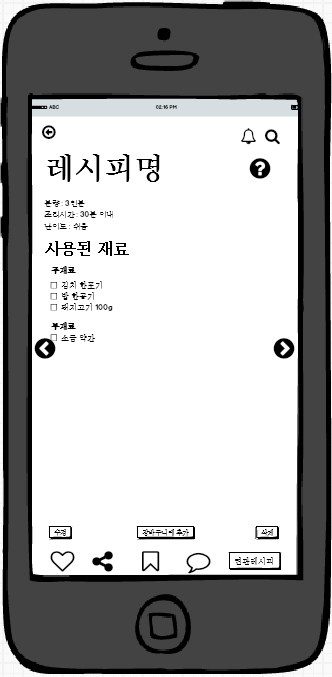 ABC 02:16 PM
레시피명
분량 : 3인분
조리시간 : 30분 이내
난이도 : 쉬움
사용된 재료
주재료
김치 한포기
밥 한공기
돼지고기 100g
부재료
소금 약간
수정 장바구니에 추가 삭제
연관레시피